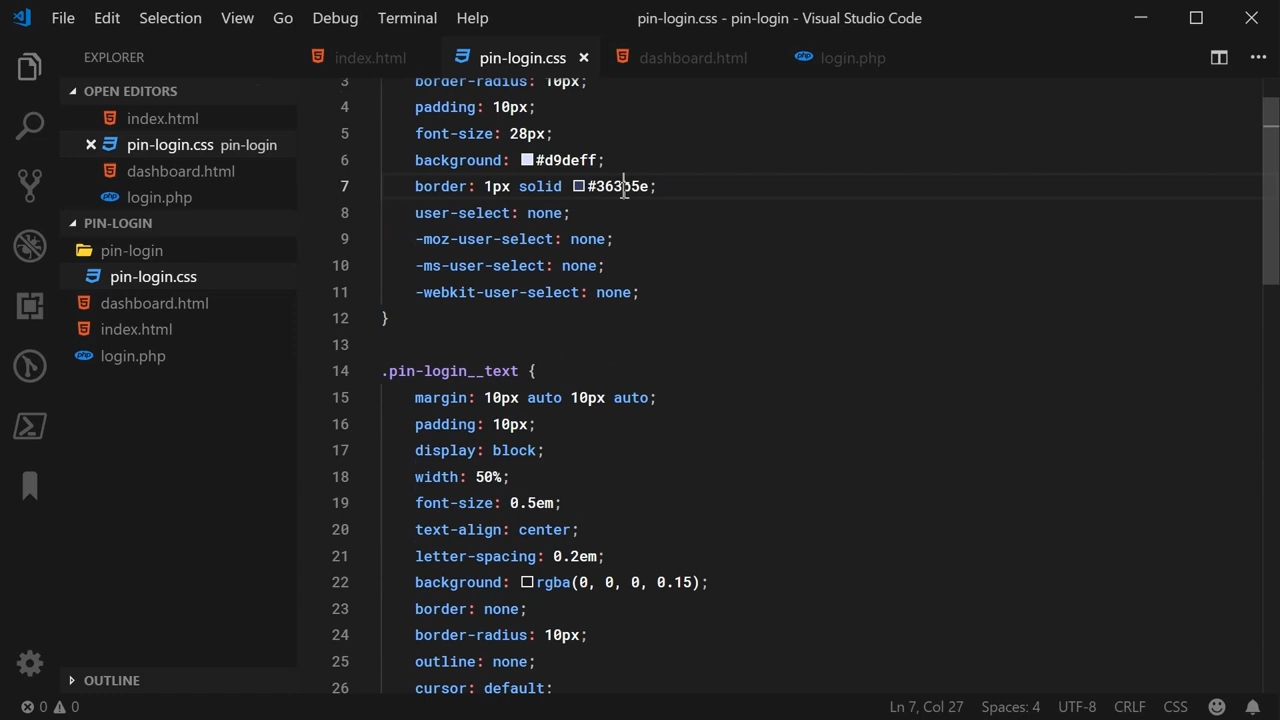 File Edit Selection View Go Debug Terminal Help pin-login.css - pin-login - Visual Studio Code
EXPLORER
OPEN EDITORS
index.html
pin-login.css pin-login
dashboard.html
login.php
PIN-LOGIN
pin-login
pin-login.css
dashboard.html
index.html
login.php
OUTLINE
index.html pin-login.css dashboard.html login.php
3 border-radius: 10px;
4 padding: 10px;
5 font-size: 28px;
6 background: #d9deff;
7 border: 1px solid #363b5e;
8 user-select: none;
9 -moz-user-select: none;
10 -ms-user-select: none;
11 -webkit-user-select: none;
12 }
13
14 .pin-login__text {
15 margin: 10px auto 10px auto;
16 padding: 10px;
17 display: block;
18 width: 50%;
19 font-size: 0.5em;
20 text-align: center;
21 letter-spacing: 0.2em;
22 background: rgba(0, 0, 0, 0.15);
23 border: none;
24 border-radius: 10px;
25 outline: none;
26 cursor: default;
0 0 Ln 7, Col 27 Spaces: 4 UTF-8 CRLF CSS